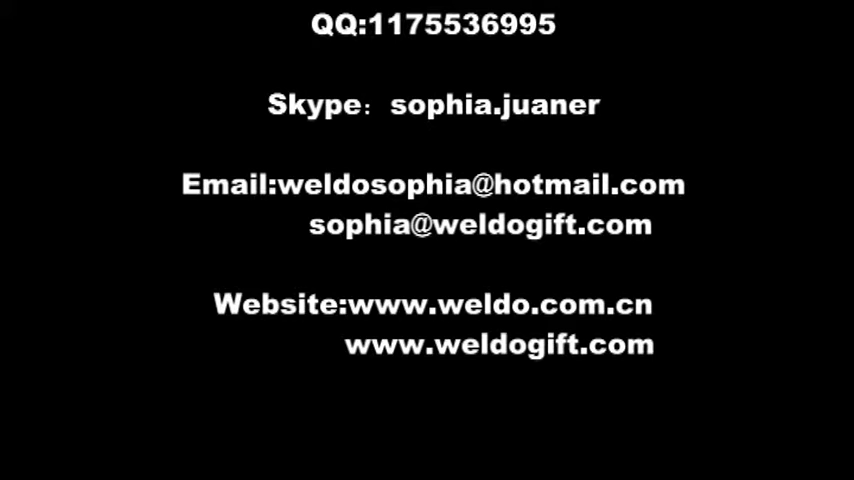 QQ:1175536995
Skype：sophia.juaner
Email:weldosophia@hotmail.com
sophia@weldogift.com
Website:www.weldo.com.cn
www.weldogift.com